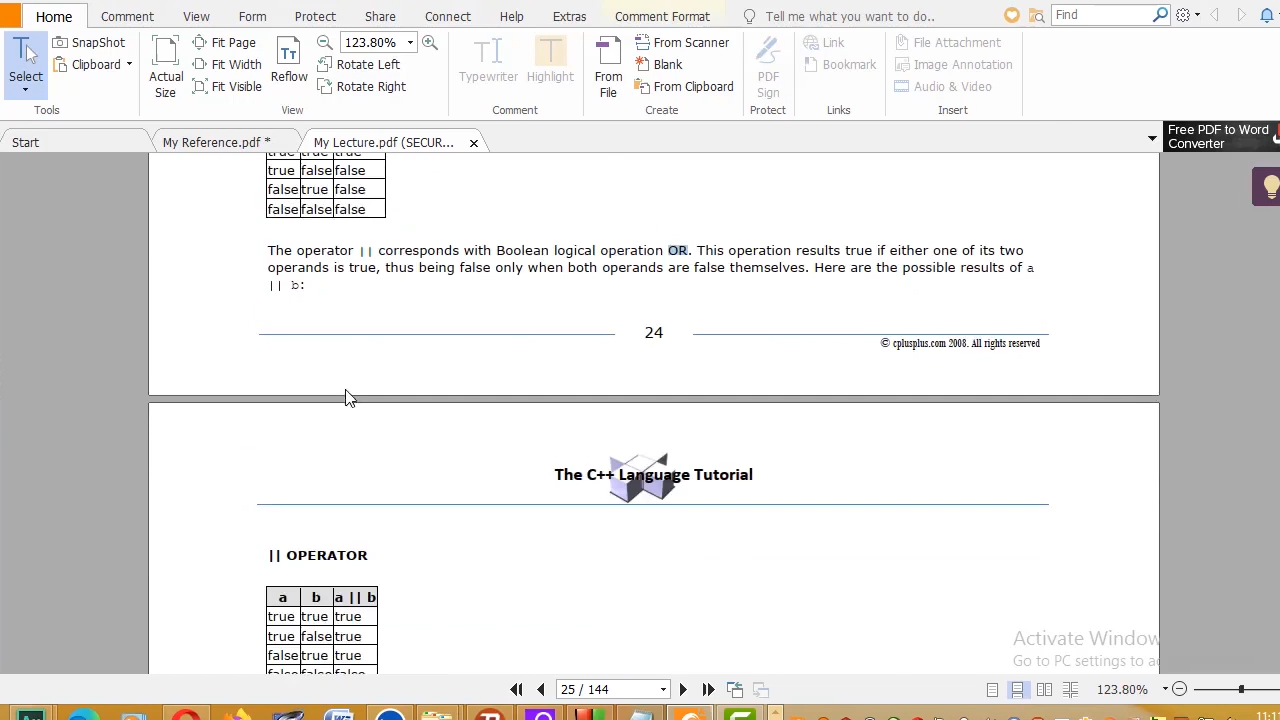 Home Comment View Form Protect Share Connect Help Extras Comment Format Tell me what you want to do.. Find
Select
SnapShot
Clipboard
Actual Size
Fit Page
Fit Width
Fit Visible
Reflow
123.80%
Rotate Left
Rotate Right
Typewriter
Highlight
From File
From Scanner
Blank
From Clipboard
PDF Sign
Link
Bookmark
File Attachment
Image Annotation
Audio & Video
Tools View Comment Create Protect Links Insert
Start My Reference.pdf * My Lecture.pdf (SECUR...
Free PDF to Word
Converter
true true true
true false false
false true false
false false false
The operator || corresponds with Boolean logical operation OR. This operation results true if either one of its two
operands is true, thus being false only when both operands are false themselves. Here are the possible results of a
|| b:
24
© cplusplus.com 2008. All rights reserved
The C++ Language Tutorial
|| OPERATOR
a b a || b
true true true
true false true
false true true
false false false
Activate Window
Go to PC settings to a
25 / 144
123.80%